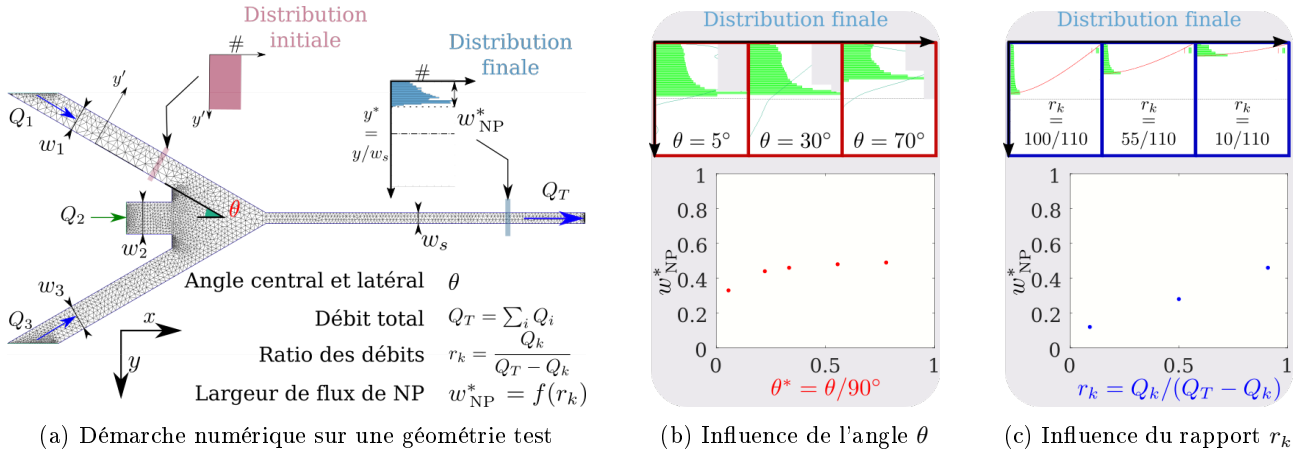 Distribution
initiale
#
y′
y′
Distribution
finale
#
y*
=
y/w_s
w*_NP
Q_1
w_1
Q_2
w_2
θ
w_s
Q_T
w_3
Q_3
x
y
Angle central et latéral θ
Débit total Q_T = ∑_i Q_i
Ratio des débits r_k = Q_k / (Q_T − Q_k)
Largeur de flux de NP w*_NP = f(r_k)
(a) Démarche numérique sur une géométrie test
Distribution finale
θ = 5° θ = 30° θ = 70°
1
0.8
0.6
0.4
0.2
0
w*_NP
0 0.5 1
θ* = θ/90°
(b) Influence de l'angle θ
Distribution finale
r_k r_k r_k
= = =
100/110 55/110 10/110
1
0.8
0.6
0.4
0.2
0
w*_NP
0 0.5 1
r_k = Q_k/(Q_T − Q_k)
(c) Influence du rapport r_k